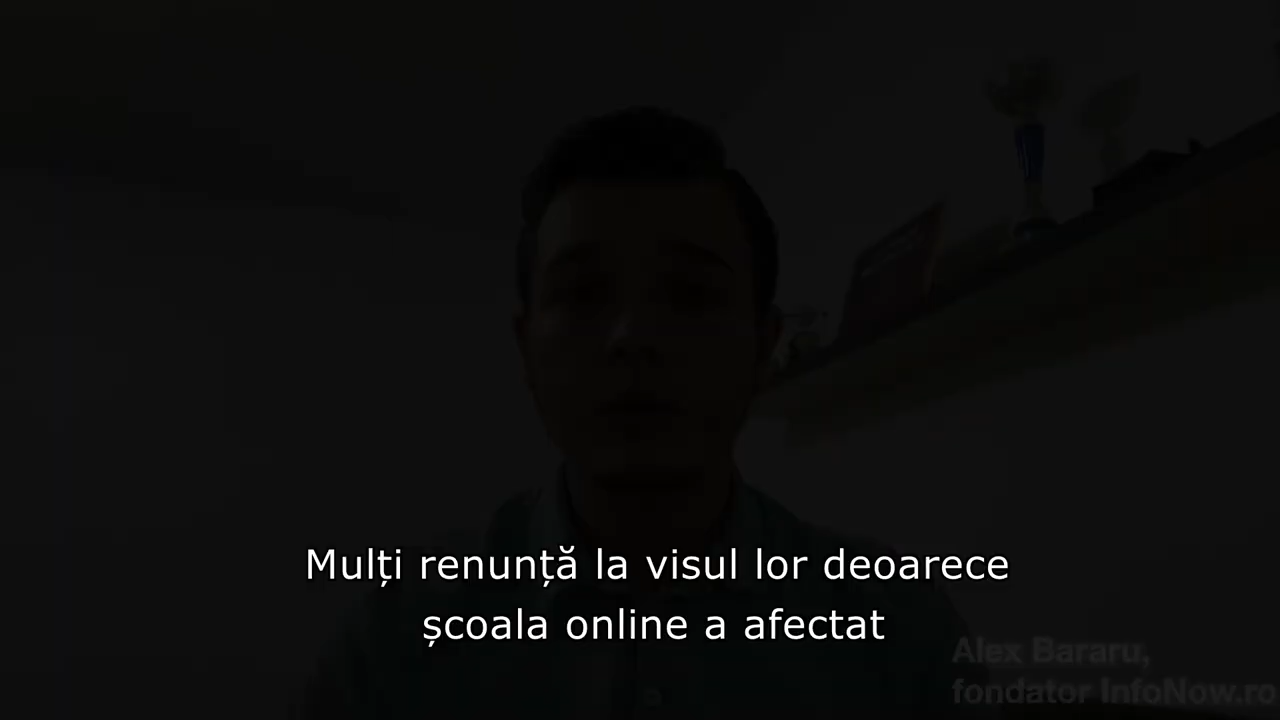 Mulți renunță la visul lor deoarece
școala online a afectat
Alex Bararu,
fondator InfoNow.ro